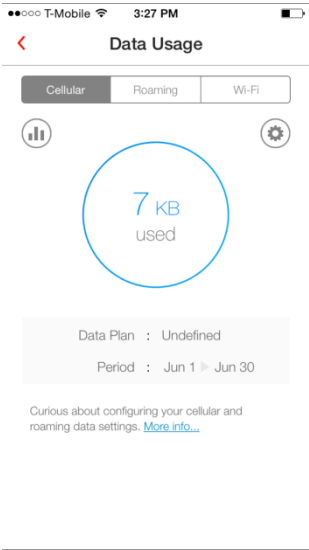 T-Mobile 3:27 PM
Data Usage
Cellular Roaming Wi-Fi
7 KB
used
Data Plan : Undefined
Period : Jun 1 Jun 30
Curious about configuring your cellular and
roaming data settings. More info...